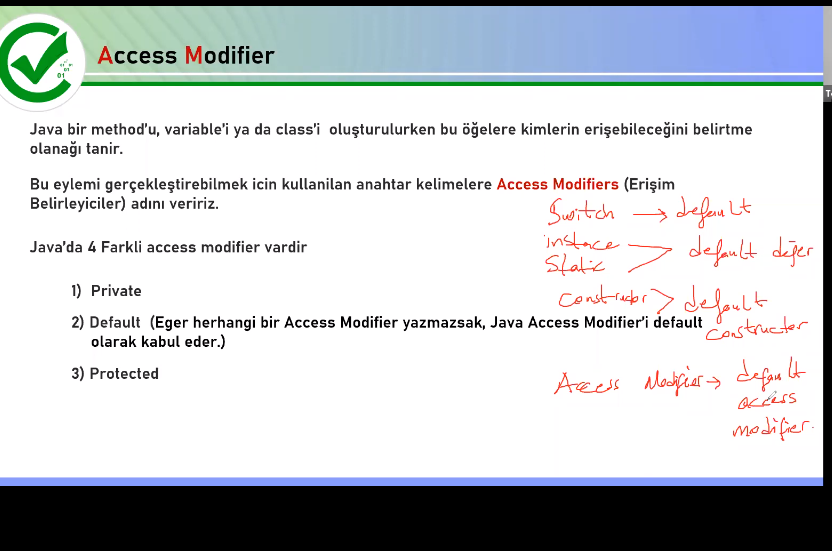 Access Modifier
Java bir method'u, variable'i ya da class'i oluşturulurken bu öğelere kimlerin erişebileceğini belirtme
olanağı tanir.
Bu eylemi gerçekleştirebilmek icin kullanilan anahtar kelimelere Access Modifiers (Erişim
Belirleyiciler) adını veririz.
Switch → default
instace
static
default değer
Java'da 4 Farkli access modifier vardir
1) Private
Constructor > default
constructor
2) Default (Eger herhangi bir Access Modifier yazmazsak, Java Access Modifier'i default
olarak kabul eder.)
3) Protected
Access Modifier → default
access
modifier.